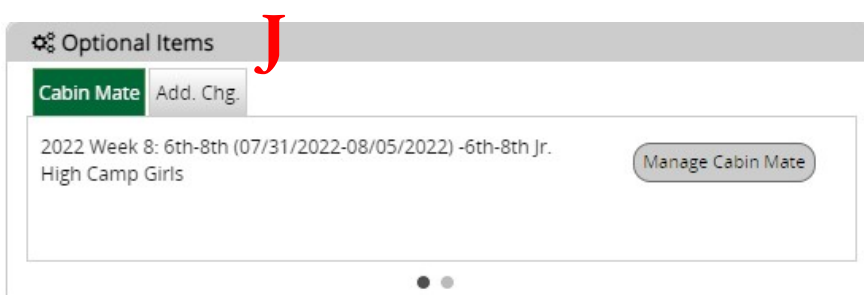 Optional Items
J
Cabin Mate
Add. Chg.
2022 Week 8: 6th-8th (07/31/2022-08/05/2022) -6th-8th Jr.
High Camp Girls
Manage Cabin Mate